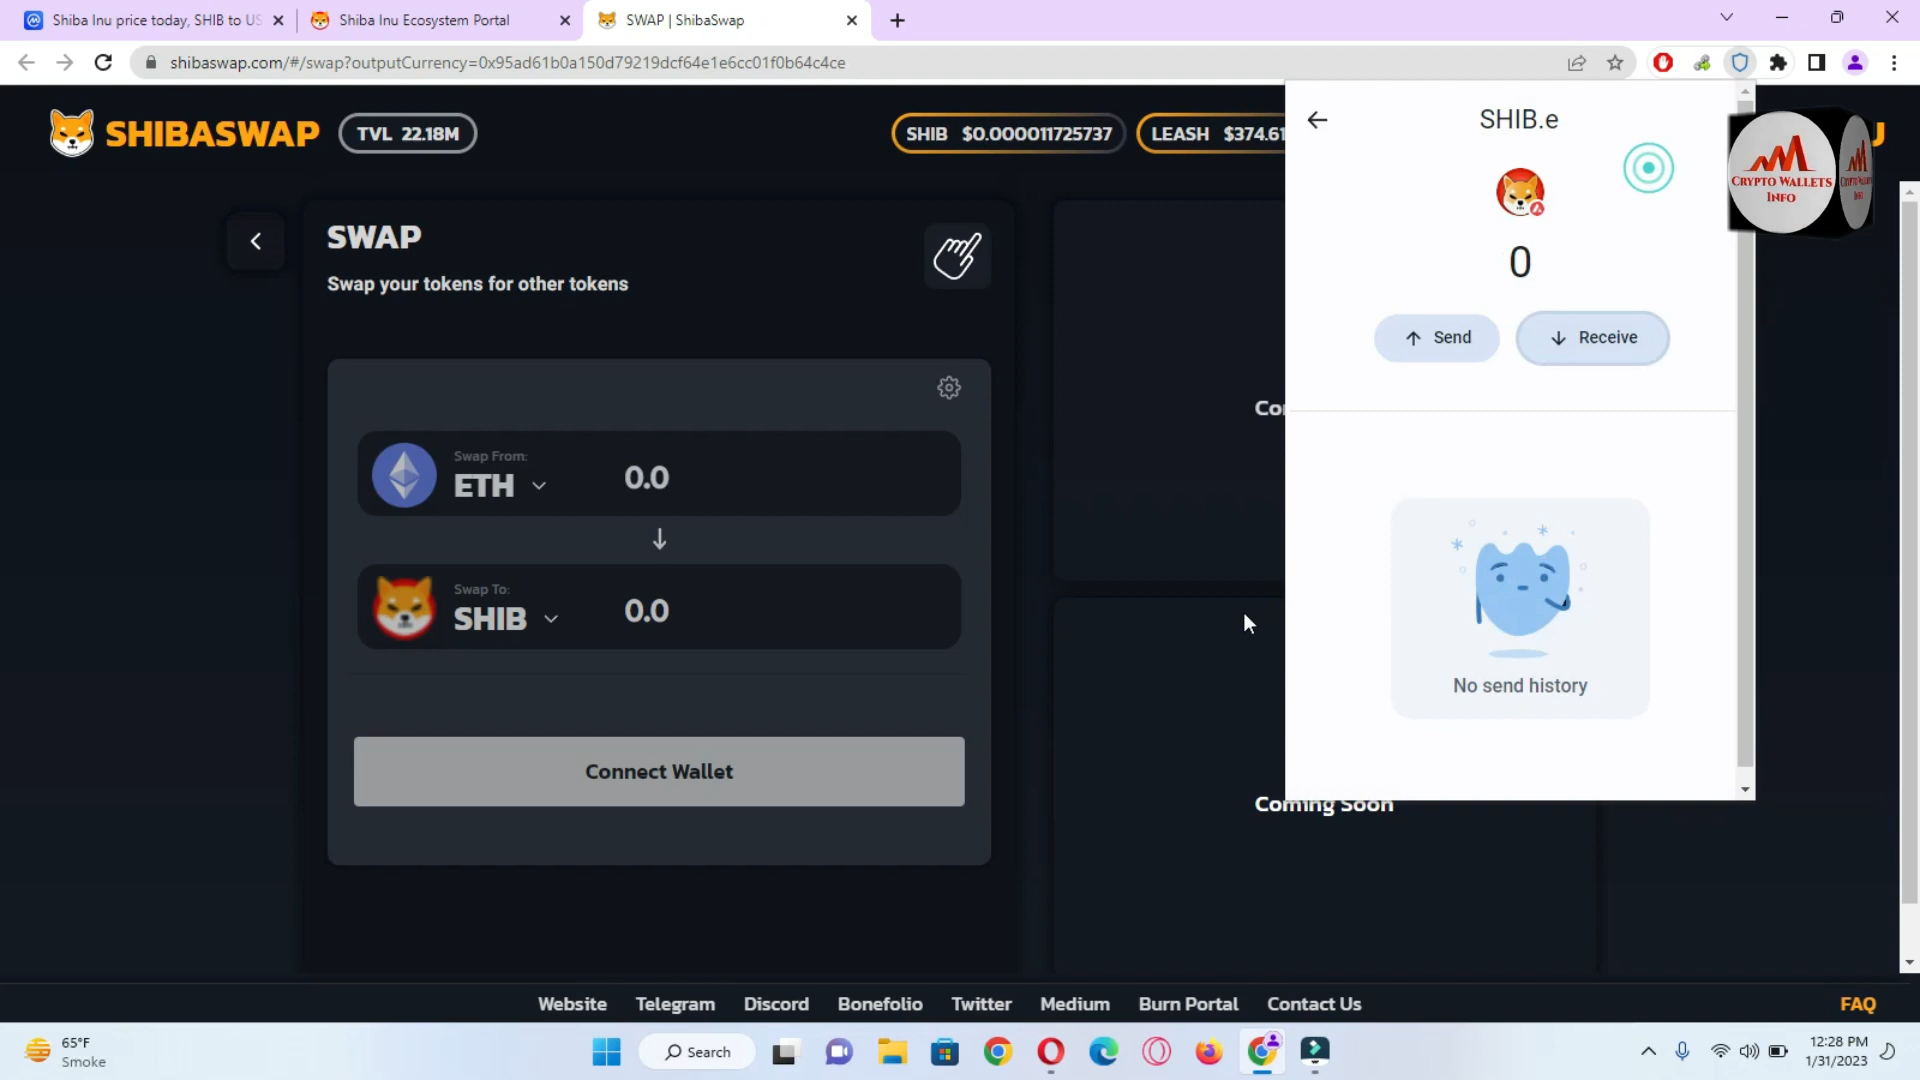 Shiba Inu price today, SHIB to US
Shiba Inu Ecosystem Portal
SWAP | ShibaSwap
shibaswap.com/#/swap?outputCurrency=0x95ad61b0a150d79219dcf64e1e6cc01f0b64c4ce
SHIBASWAP
TVL 22.18M
SHIB $0.000011725737
LEASH $374.61
SHIB.e
CRYPTO WALLETS
INFO
0
Send
Receive
No send history
SWAP
Swap your tokens for other tokens
Swap From:
ETH
0.0
Swap To:
SHIB
0.0
Connect Wallet
Coming Soon
Website Telegram Discord Bonefolio Twitter Medium Burn Portal Contact Us
FAQ
65°F
Smoke
Search
12:28 PM
1/31/2023